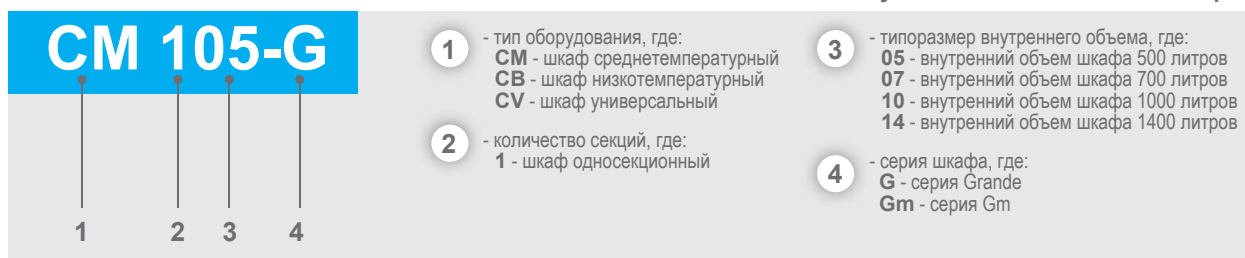 CM 105-G
1
2
3
4
1
- тип оборудования, где:
CM - шкаф среднетемпературный
CB - шкаф низкотемпературный
CV - шкаф универсальный
2
- количество секций, где:
1 - шкаф односекционный
3
- типоразмер внутреннего объема, где:
05 - внутренний объем шкафа 500 литров
07 - внутренний объем шкафа 700 литров
10 - внутренний объем шкафа 1000 литров
14 - внутренний объем шкафа 1400 литров
4
- серия шкафа, где:
G - серия Grande
Gm - серия Gm